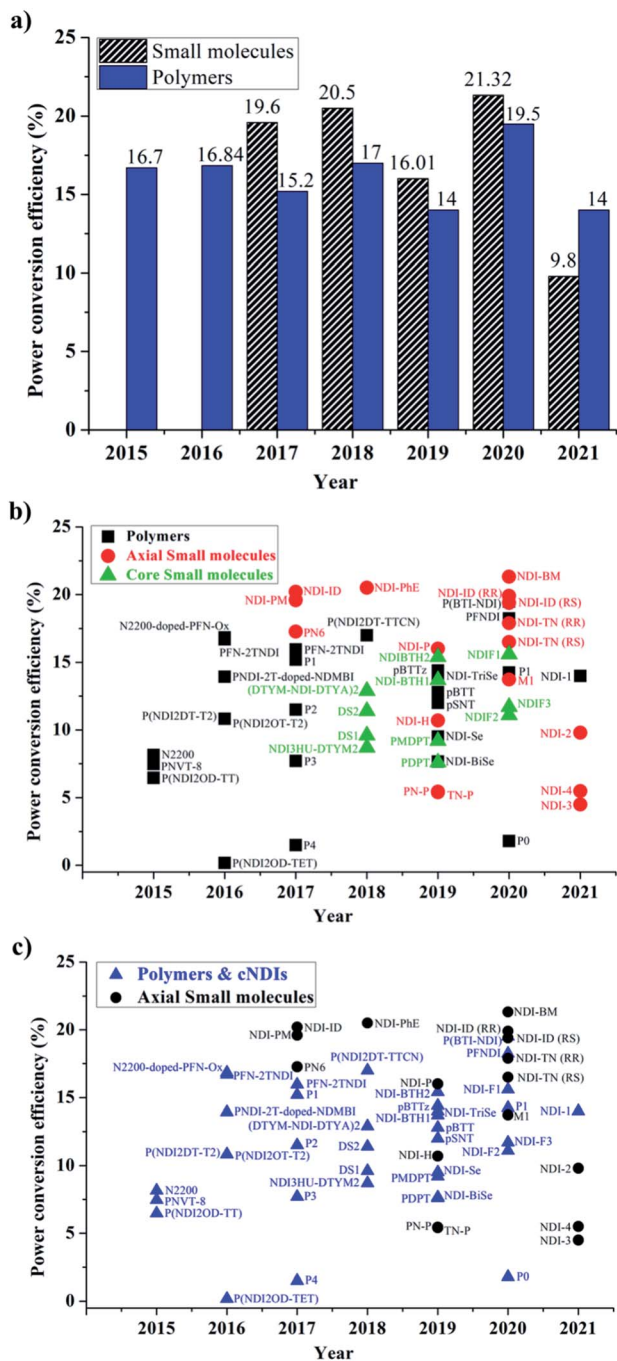 a)
Power conversion efficiency (%)
25
20
15
10
5
0
Small molecules
Polymers
16.7
16.84
19.6
15.2
20.5
17
16.01
14
21.32
19.5
9.8
14
2015 2016 2017 2018 2019 2020 2021
Year
b)
Power conversion efficiency (%)
25
20
15
10
5
0
Polymers
Axial Small molecules
Core Small molecules
N2200
PNVT-8
P(NDI2OD-TT)
N2200-doped-PFN-Ox
PNDI-2T-doped-NDMBI
P(NDI2DT-T2)
P(NDI2OD-TET)
NDI-ID
NDI-PM
PN6
PFN-2TNDI
PFN-2TNDI
P1
P2
P(NDI2OT-T2)
P3
P4
NDI-PhE
P(NDI2DT-TTCN)
(DTYM-NDI-DTYA)2
DS2
DS1
NDI3HU-DTYM2
NDI-P
NDIBTH2
pBTTz
NDI-TriSe
NDI-BTH1
pBTT
pSNT
NDI-H
NDI-Se
PMDPT
PDPT
NDI-BiSe
PN-P
TN-P
NDI-BM
NDI-ID (RR)
P(BTI-NDI)
NDI-ID (RS)
PFNDI
NDI-TN (RR)
NDI-TN (RS)
NDIF1
P1
M1
NDIF3
NDIF2
P0
NDI-1
NDI-2
NDI-4
NDI-3
2015 2016 2017 2018 2019 2020 2021
Year
c)
Power conversion efficiency (%)
25
20
15
10
5
0
Polymers & cNDIs
Axial Small molecules
N2200
PNVT-8
P(NDI2OD-TT)
N2200-doped-PFN-Ox
PNDI-2T-doped-NDMBI
P(NDI2DT-T2)
P(NDI2OD-TET)
NDI-ID
NDI-PM
PN6
PFN-2TNDI
PFN-2TNDI
P1
P2
P(NDI2OT-T2)
P3
P4
NDI-PhE
P(NDI2DT-TTCN)
(DTYM-NDI-DTYA)2
DS2
DS1
NDI3HU-DTYM2
NDI-P
NDI-BTH2
pBTTz
NDI-TriSe
NDI-BTH1
pBTT
pSNT
NDI-H
NDI-Se
PMDPT
PDPT
NDI-BiSe
PN-P
TN-P
NDI-BM
NDI-ID (RR)
P(BTI-NDI)
NDI-ID (RS)
PFNDI
NDI-TN (RR)
NDI-TN (RS)
NDI-F1
P1
M1
NDI-F3
NDI-F2
P0
NDI-1
NDI-2
NDI-4
NDI-3
2015 2016 2017 2018 2019 2020 2021
Year